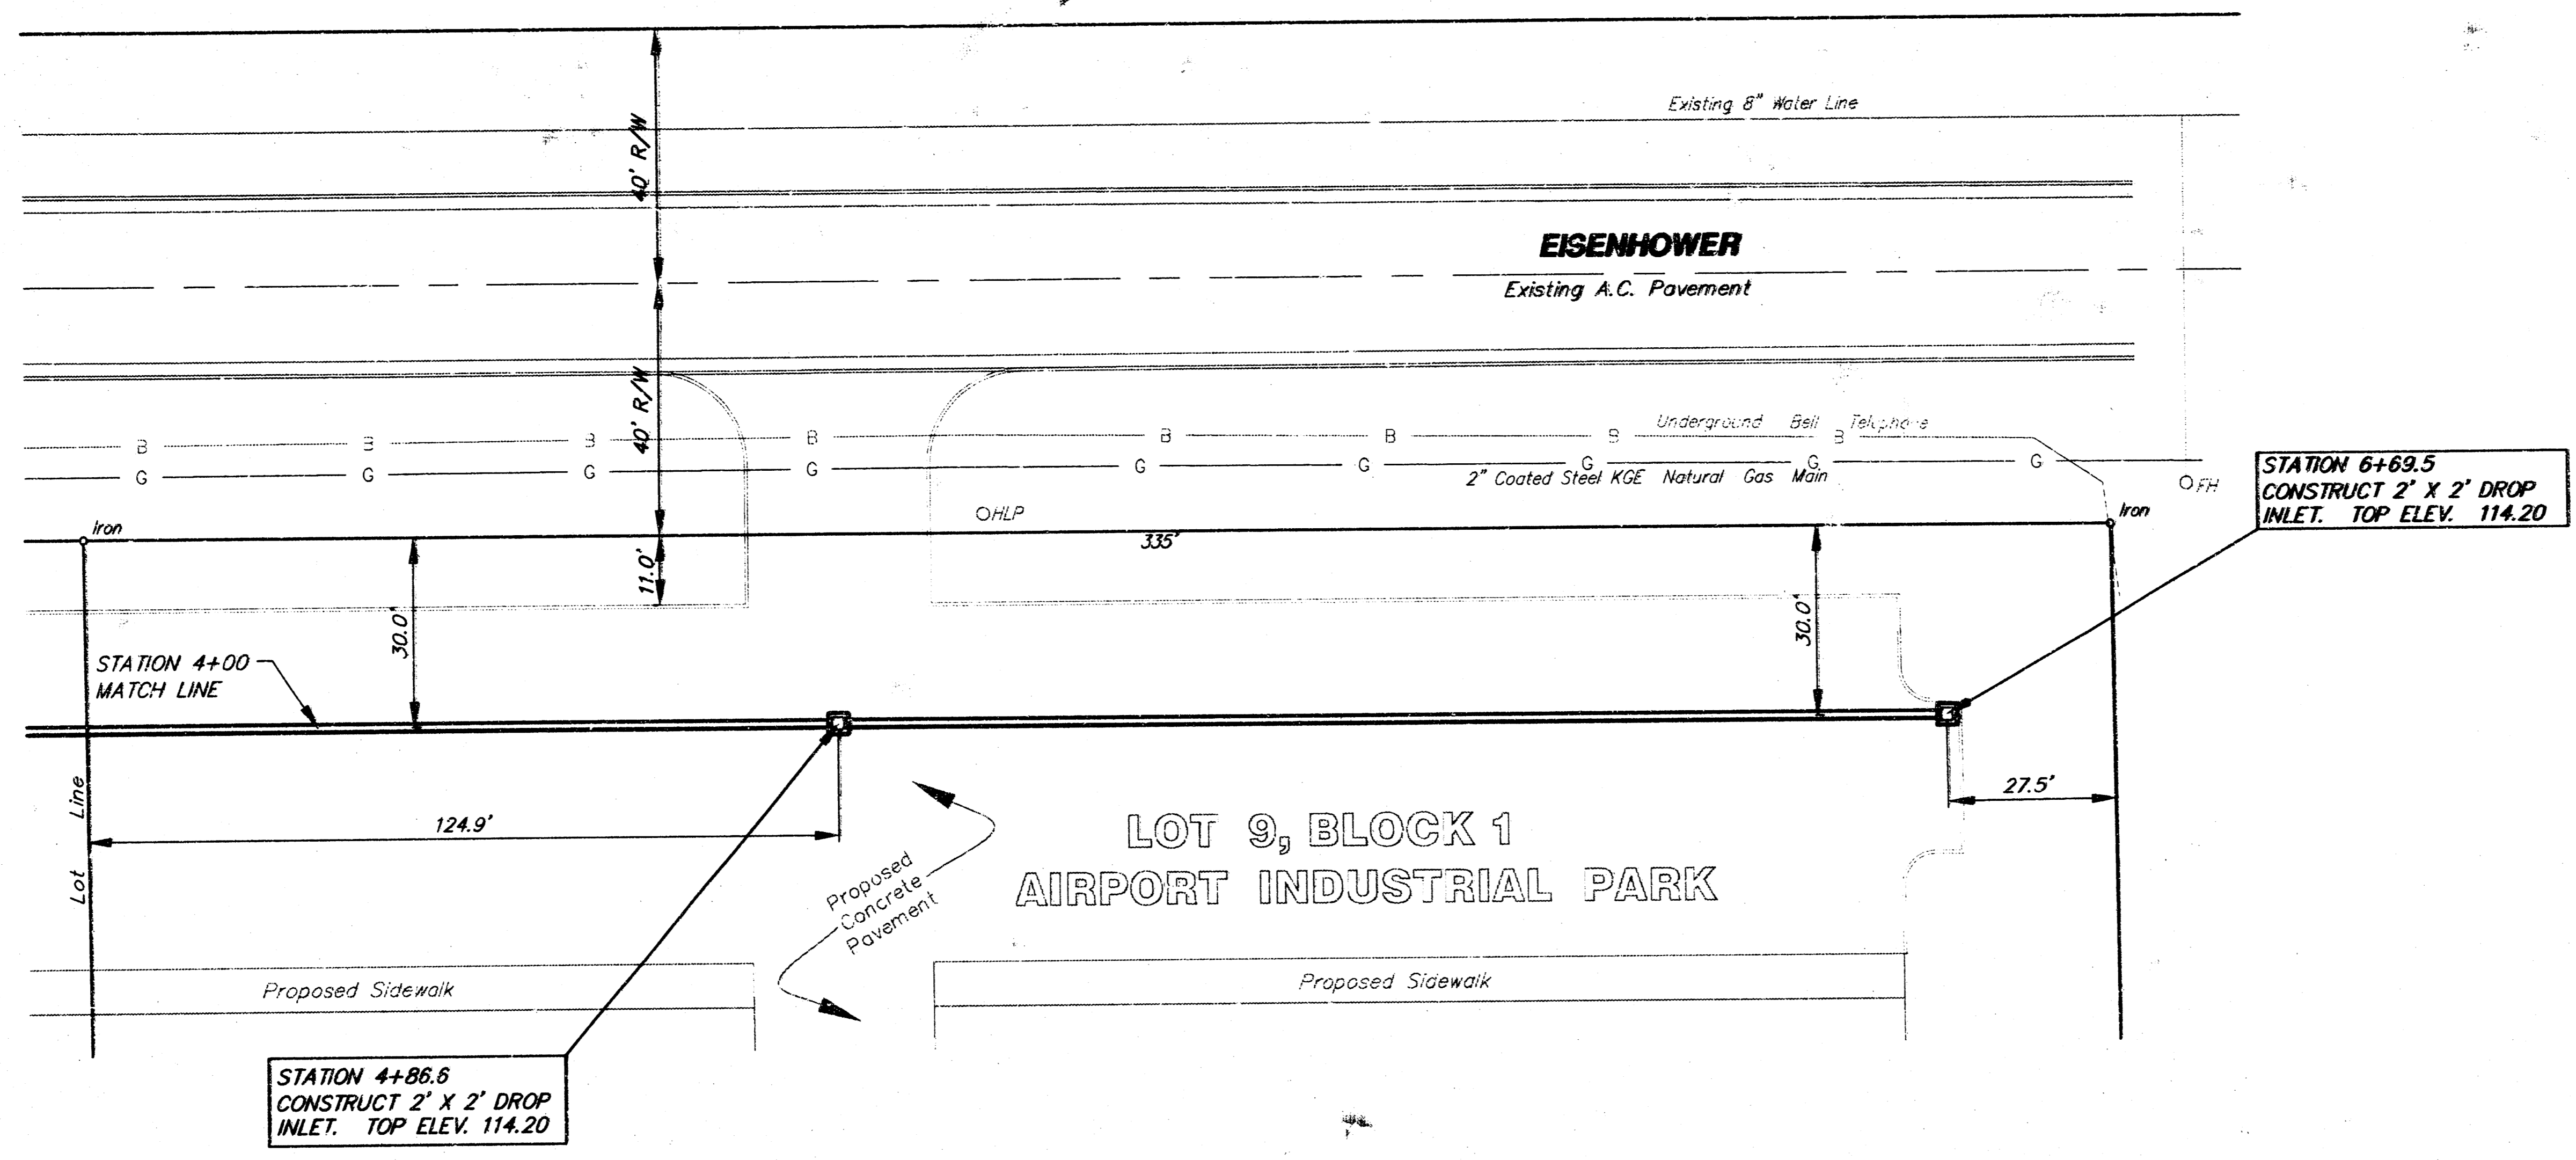 Existing 8" Water Line
40' R/W
EISENHOWER
Existing A.C. Pavement
40' R/W
Underground Bell Telephone
B B B B B B B B
G G G G G G G G G
2" Coated Steel KGE Natural Gas Main
FH
STATION 6+69.5
CONSTRUCT 2' X 2' DROP
INLET. TOP ELEV. 114.20
HLP
Iron
Iron
335'
11.0'
30.0'
30.0'
STATION 4+00
MATCH LINE
Lot Line
27.5'
124.9'
LOT 9, BLOCK 1
AIRPORT INDUSTRIAL PARK
Proposed
Concrete
Pavement
Proposed Sidewalk
Proposed Sidewalk
STATION 4+86.6
CONSTRUCT 2' X 2' DROP
INLET. TOP ELEV. 114.20